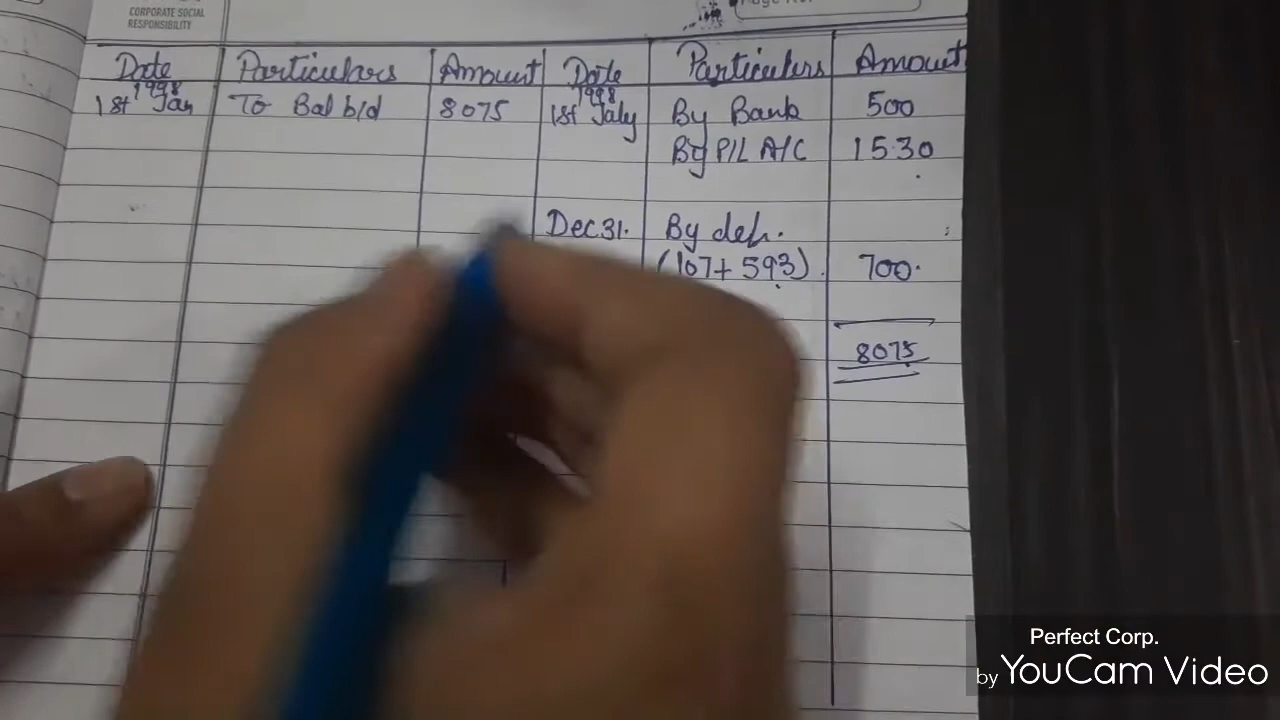 CORPORATE SOCIAL
RESPONSIBILITY
Date Particulars Amount Date Particulars Amount
1998 1998
1st Jan To Bal b/d 8075 1st July By Bank 500
By P/L A/C 1530
Dec 31. By deh.
(107+ 593) 700.
8075
Perfect Corp.
by YouCam Video